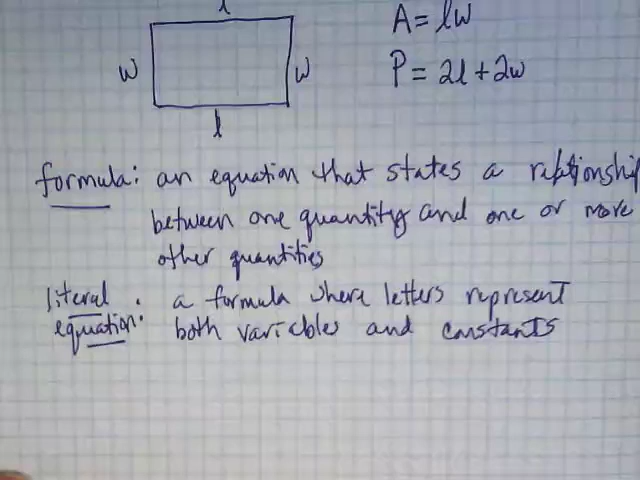 l
A = lw
w
w
P = 2l + 2w
l
formula: an equation that states a relationship
between one quantity and one or more
other quantities
literal : a formula where letters represent
equation both variables and constants